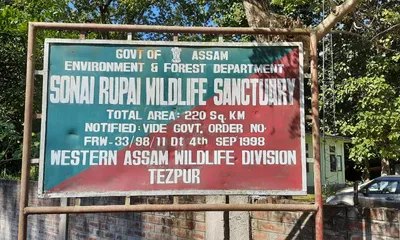 GOVT OF ASSAM
ENVIRONMENT & FOREST DEPARTMENT
SONAI RUPAI WILDLIFE SANCTUARY
TOTAL AREA: 220 Sq. KM
NOTIFIED: VIDE GOVT, ORDER NO-
FRW-33/98/11 Dt 4th SEP 1998
WESTERN ASSAM WILDLIFE DIVISION
TEZPUR